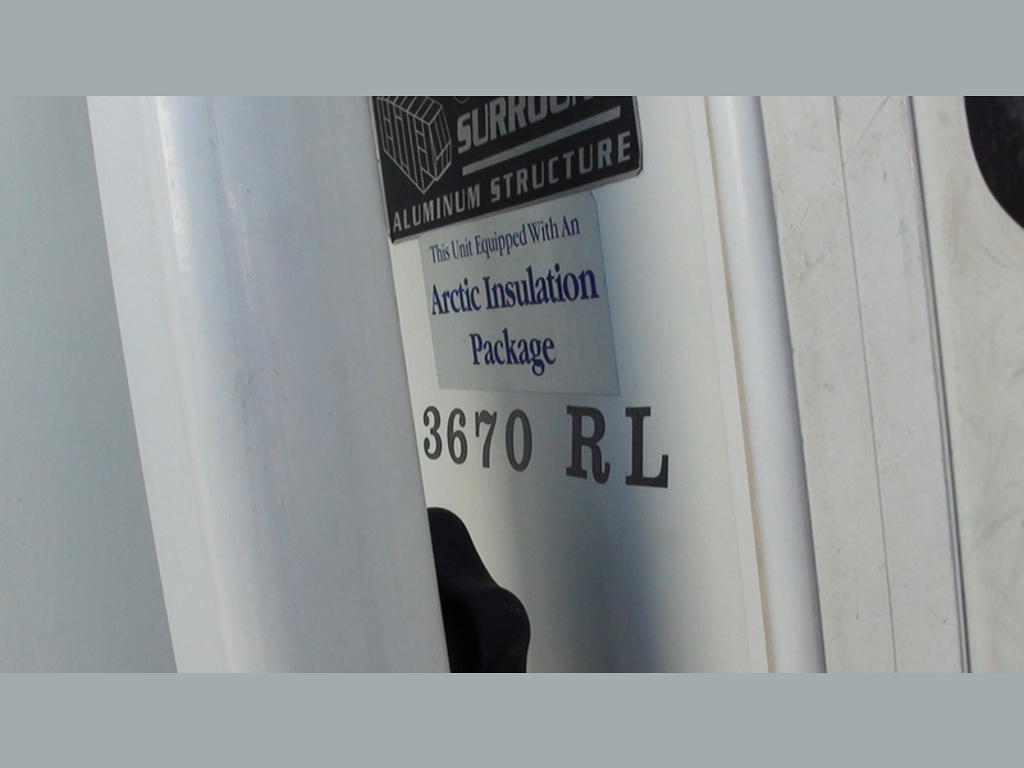 ALUMINUM STRUCTURE
This Unit Equipped With An
Arctic Insulation
Package
3670 RL